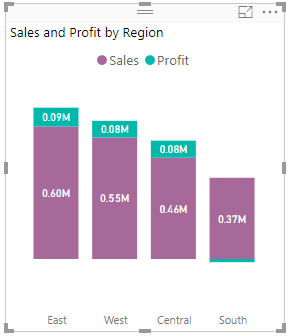 Sales and Profit by Region
Sales Profit
0.09M 0.08M 0.08M
0.60M 0.55M 0.46M 0.37M
East West Central South